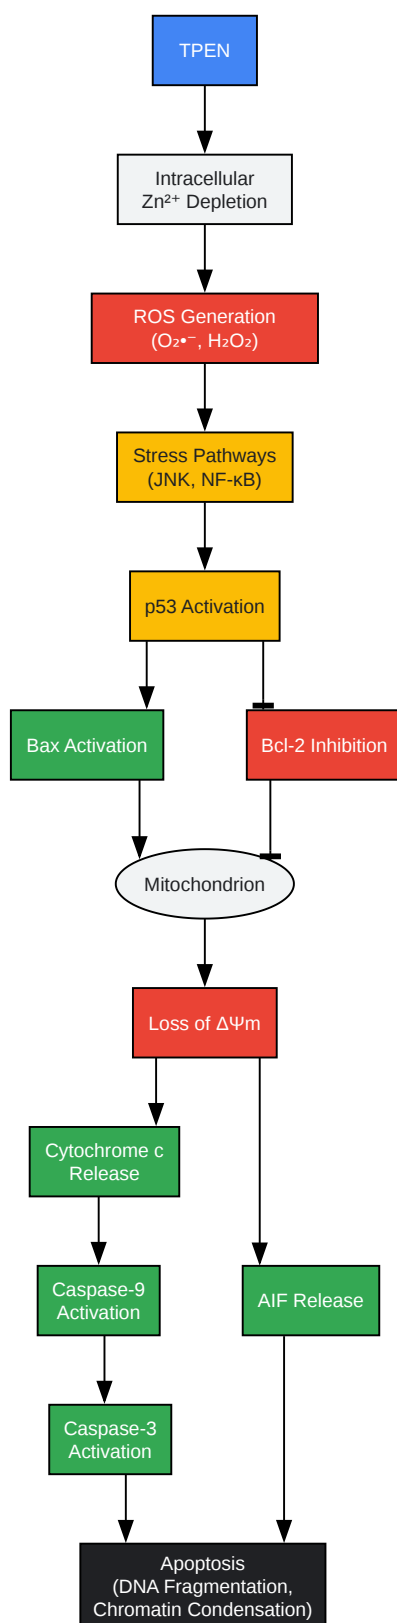 TPEN
Intracellular
Zn²⁺ Depletion
ROS Generation
(O₂•⁻, H₂O₂)
Stress Pathways
(JNK, NF-κB)
p53 Activation
Bax Activation
Bcl-2 Inhibition
Mitochondrion
Loss of ΔΨm
Cytochrome c
Release
Caspase-9
Activation
AIF Release
Caspase-3
Activation
Apoptosis
(DNA Fragmentation,
Chromatin Condensation)